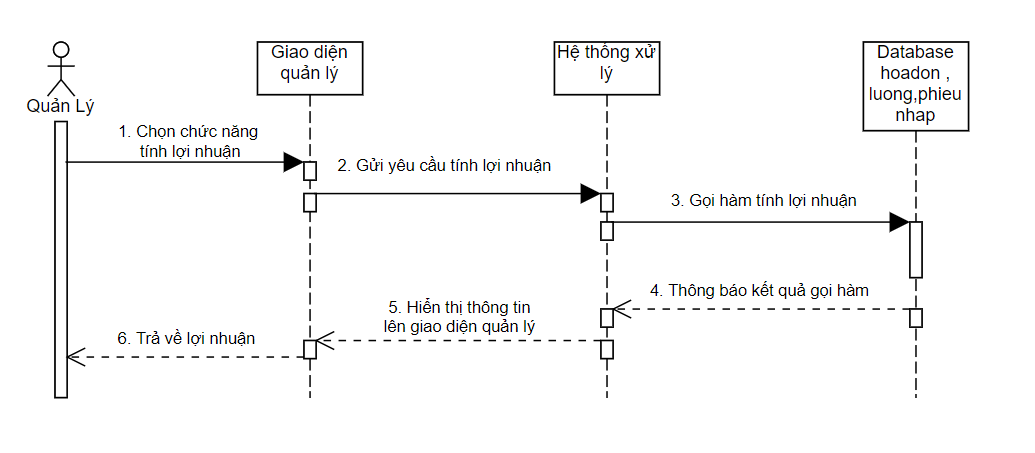 Giao diện
quản lý
Hệ thông xử
lý
Database
hoadon ,
luong,phieu
nhap
Quản Lý
1. Chọn chức năng
tính lợi nhuận
2. Gửi yêu cầu tính lợi nhuận
3. Gọi hàm tính lợi nhuận
4. Thông báo kết quả gọi hàm
5. Hiển thị thông tin
lên giao diện quản lý
6. Trả về lợi nhuận